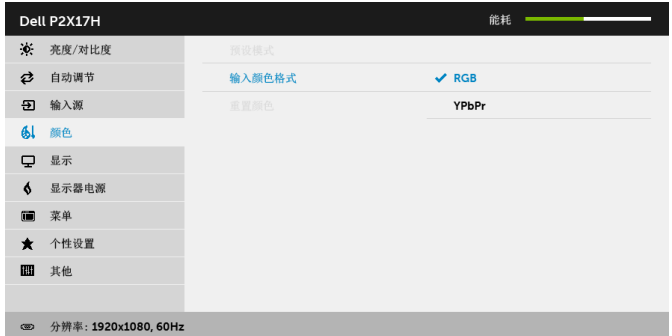 Dell P2X17H 能耗
亮度/对比度 预设模式
自动调节 输入颜色格式 RGB
输入源 重置颜色 YPbPr
颜色
显示
显示器电源
菜单
个性设置
其他
分辨率: 1920x1080, 60Hz